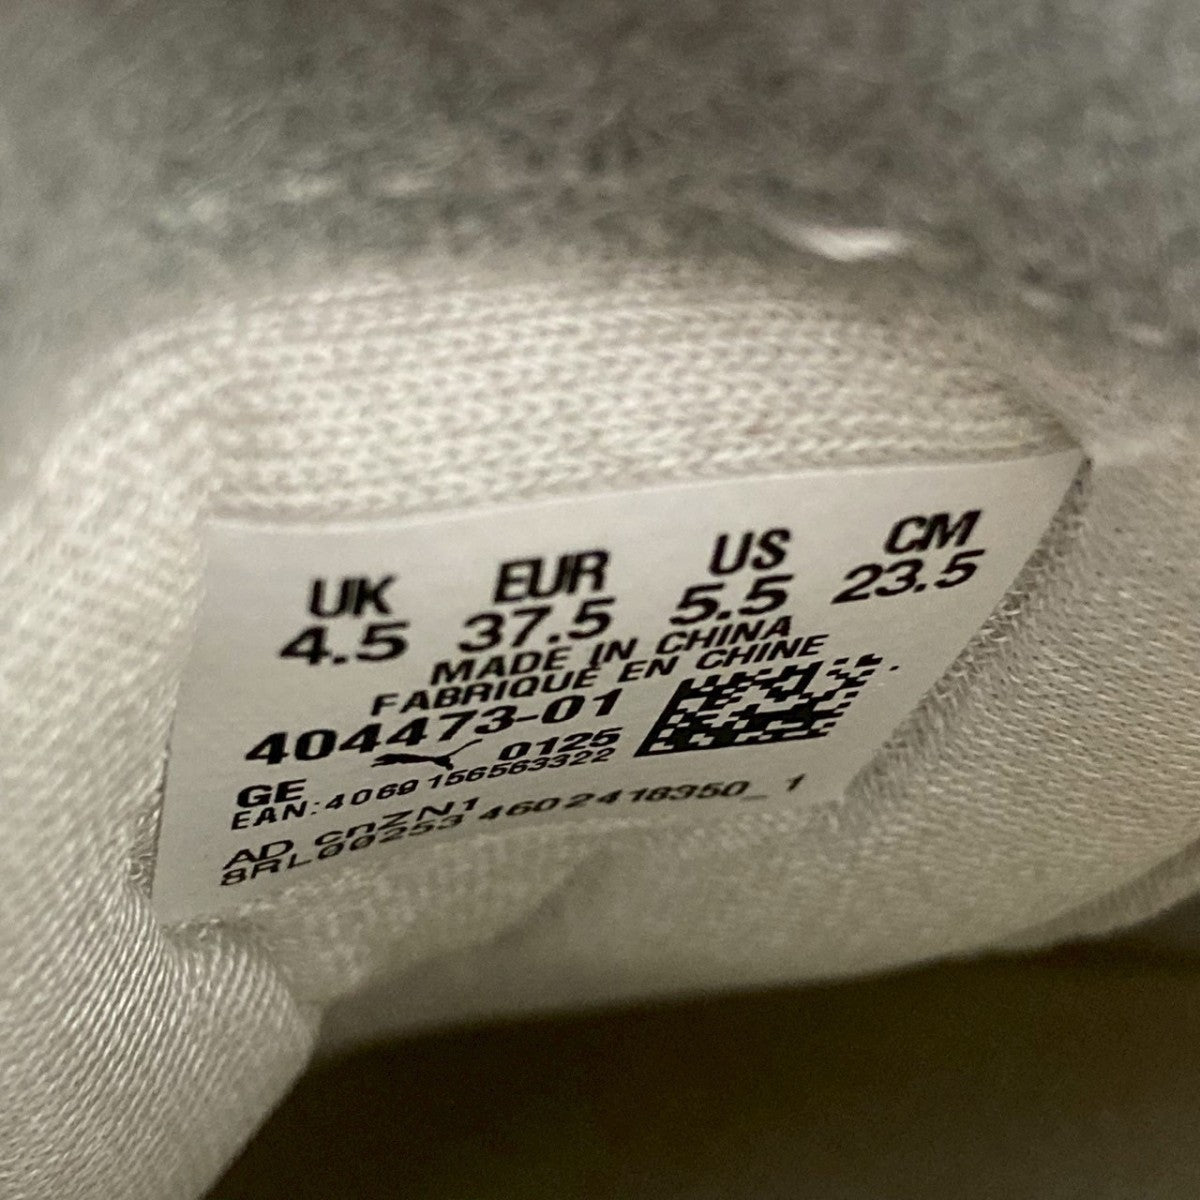 UK EUR US CM
4.5 37.5 5.5 23.5
MADE IN CHINA
FABRIQUÉ EN CHINE
404473-01
GE 0125
EAN:4069156563322
AD cnZN1
8RL00253 4602418350_1